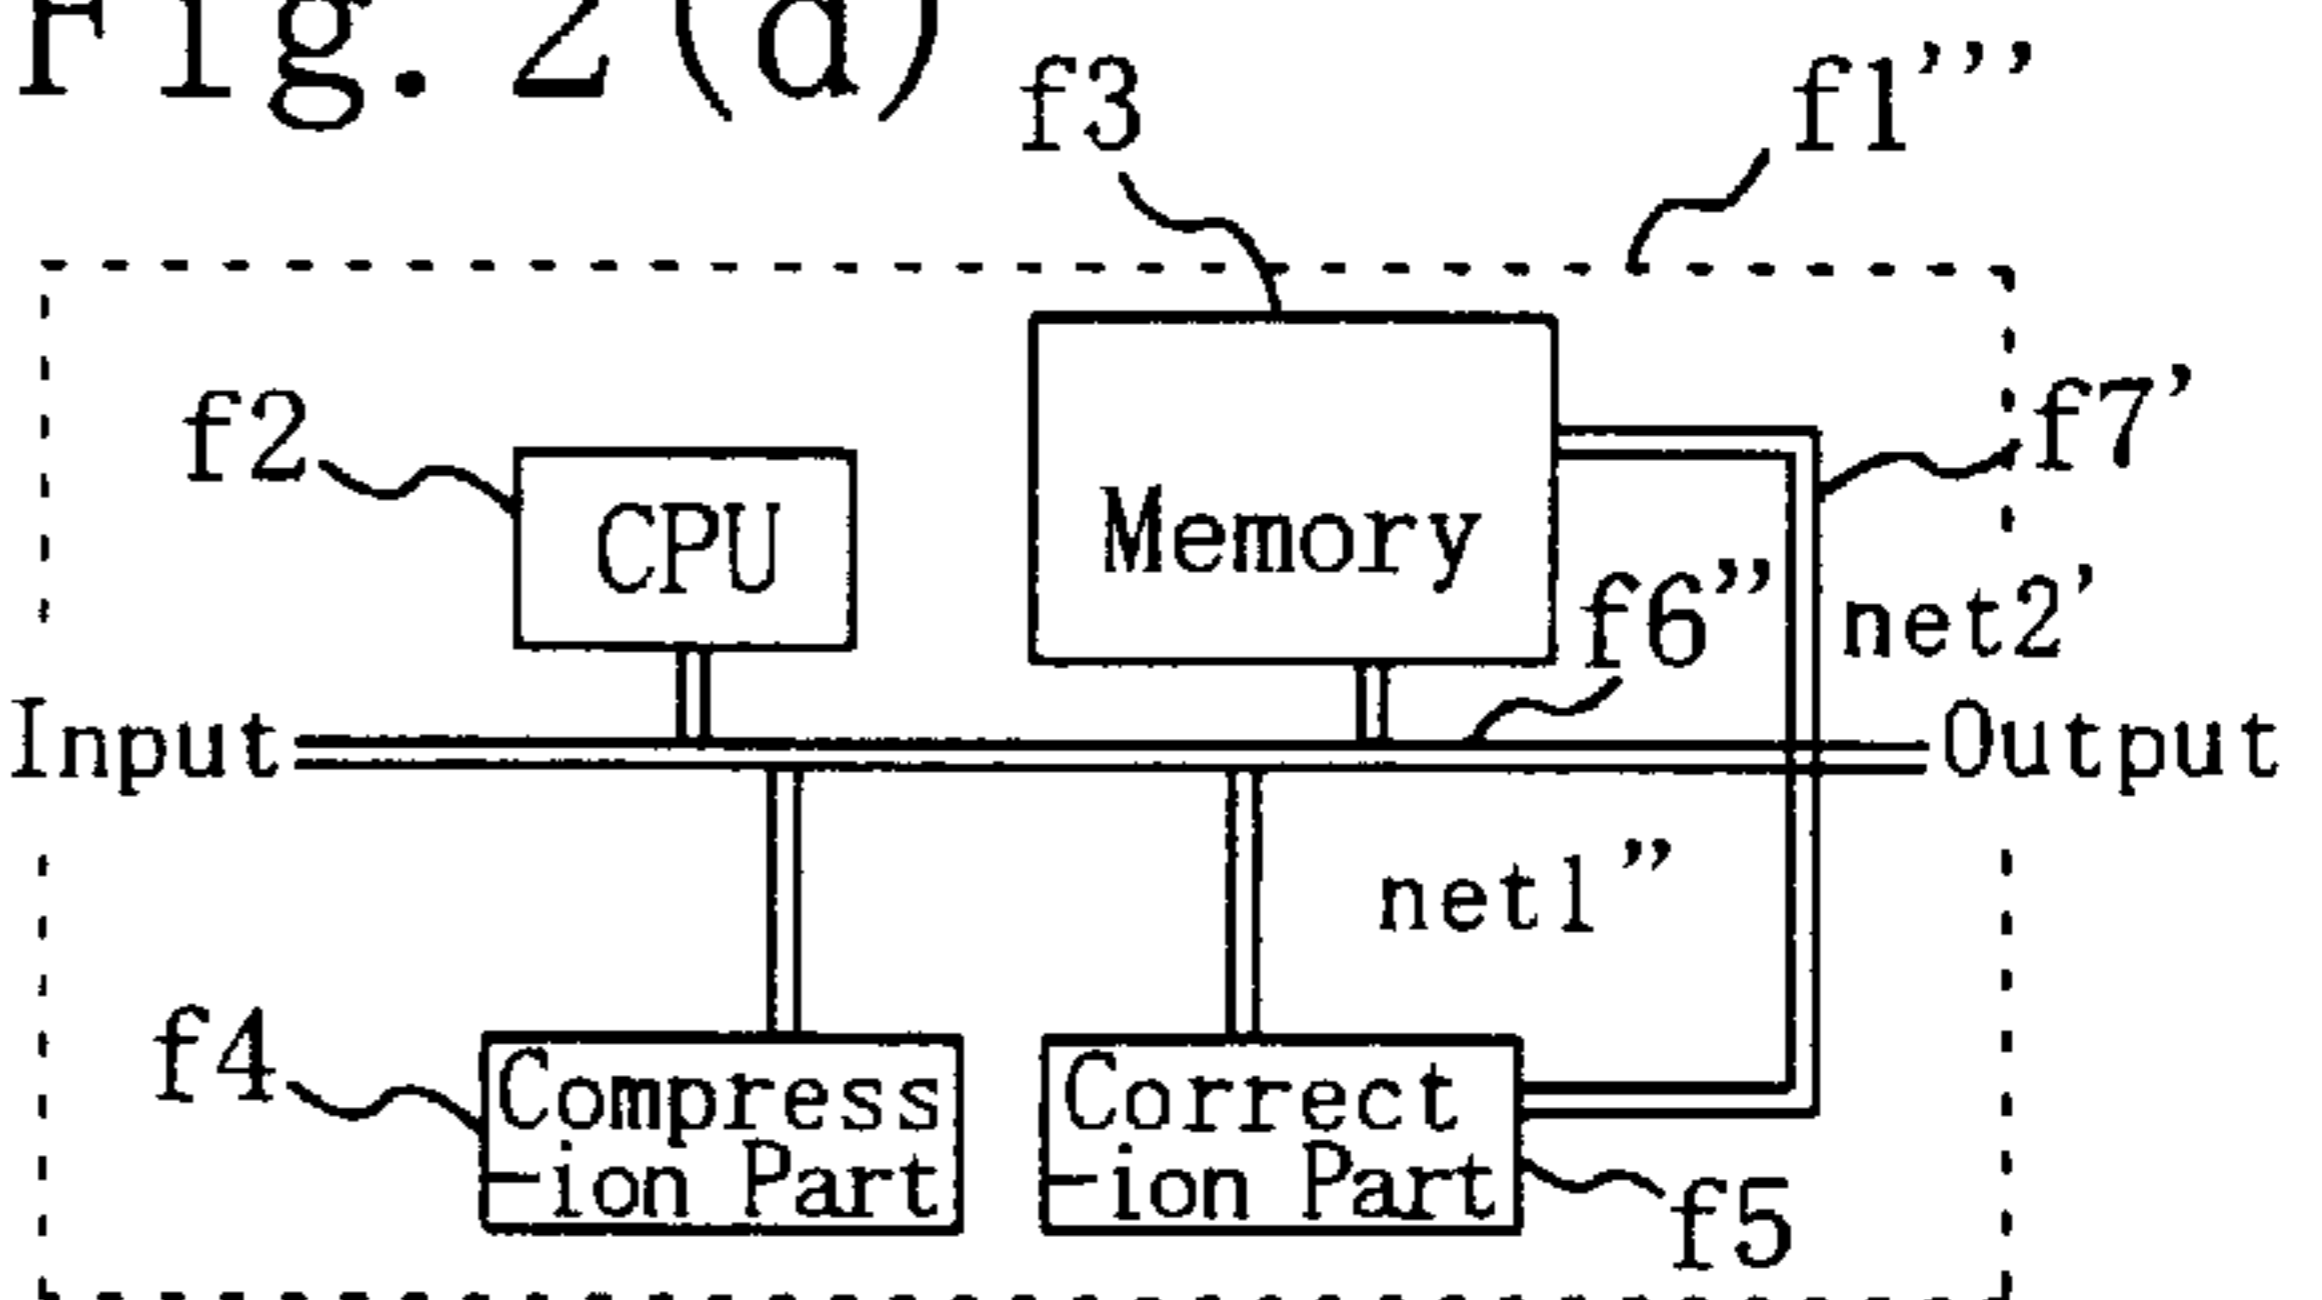 Fig. 2(d)
f3
f1’’’
f2
CPU
Memory
f7’
f6”
net2’
Input
Output
net1”
f4
Compress
-ion Part
Correct
-ion Part
f5